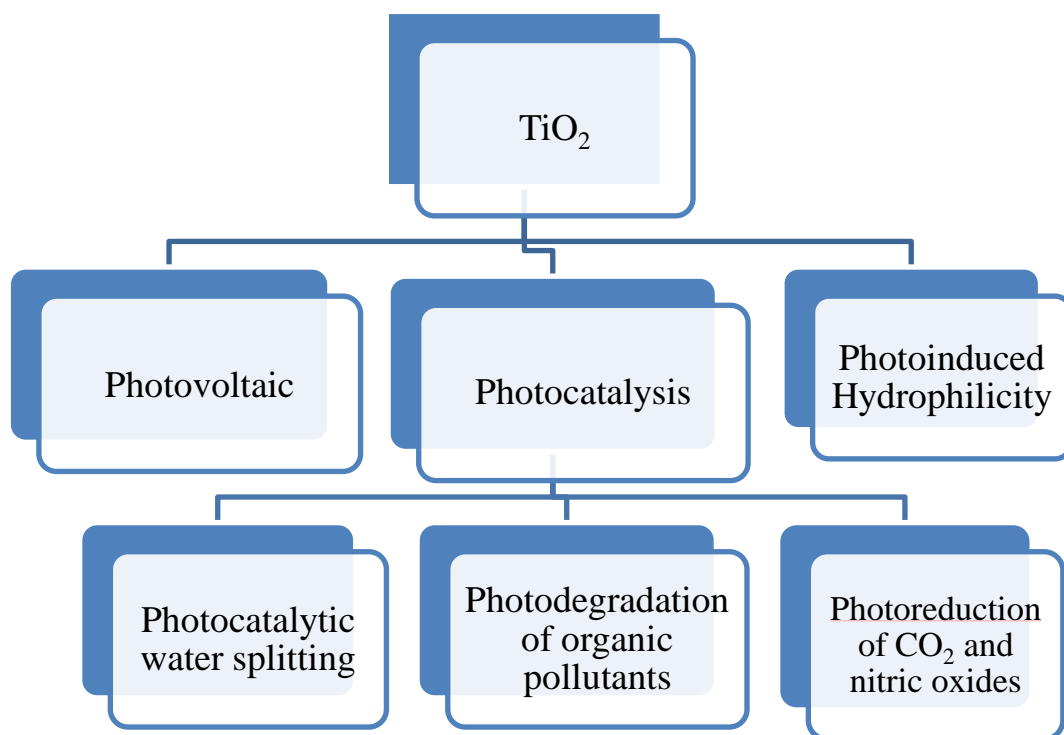 TiO₂
Photovoltaic
Photocatalysis
Photoinduced
Hydrophilicity
Photocatalytic
water splitting
Photodegradation
of organic
pollutants
Photoreduction
of CO₂ and
nitric oxides